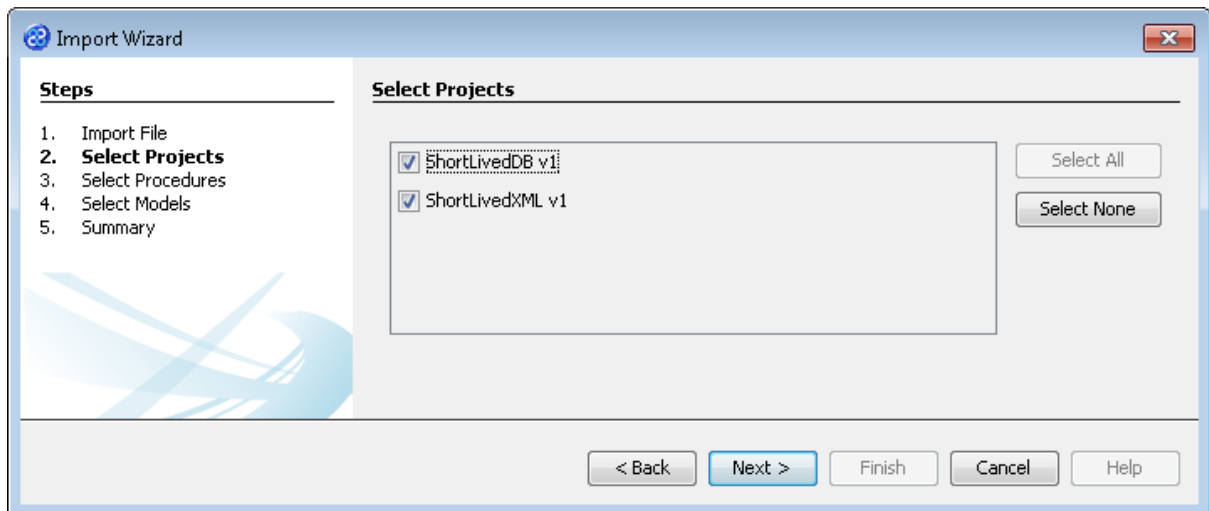 Import Wizard
Steps
1. Import File
2. Select Projects
3. Select Procedures
4. Select Models
5. Summary
Select Projects
ShortLivedDB v1
ShortLivedXML v1
Select All
Select None
< Back
Next >
Finish
Cancel
Help